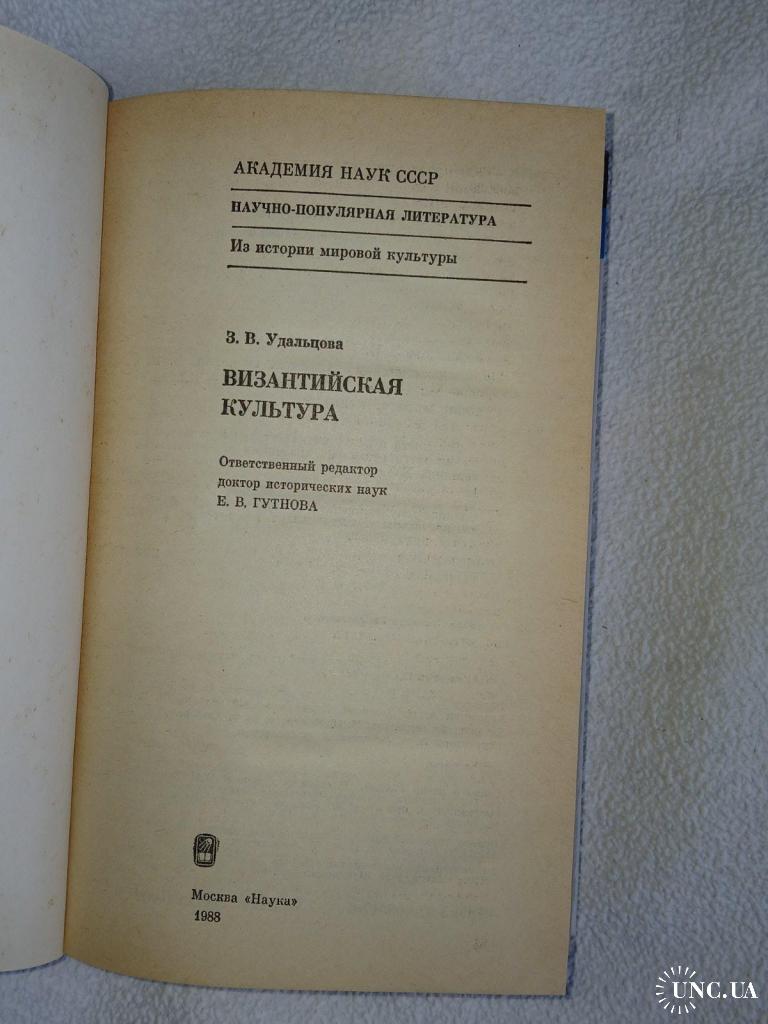 АКАДЕМИЯ НАУК СССР
НАУЧНО-ПОПУЛЯРНАЯ ЛИТЕРАТУРА
Из истории мировой культуры
З. В. Удальцова
ВИЗАНТИЙСКАЯ
КУЛЬТУРА
Ответственный редактор
доктор исторических наук
Е. В. ГУТНОВА
Москва «Наука»
1988
UNC.UA